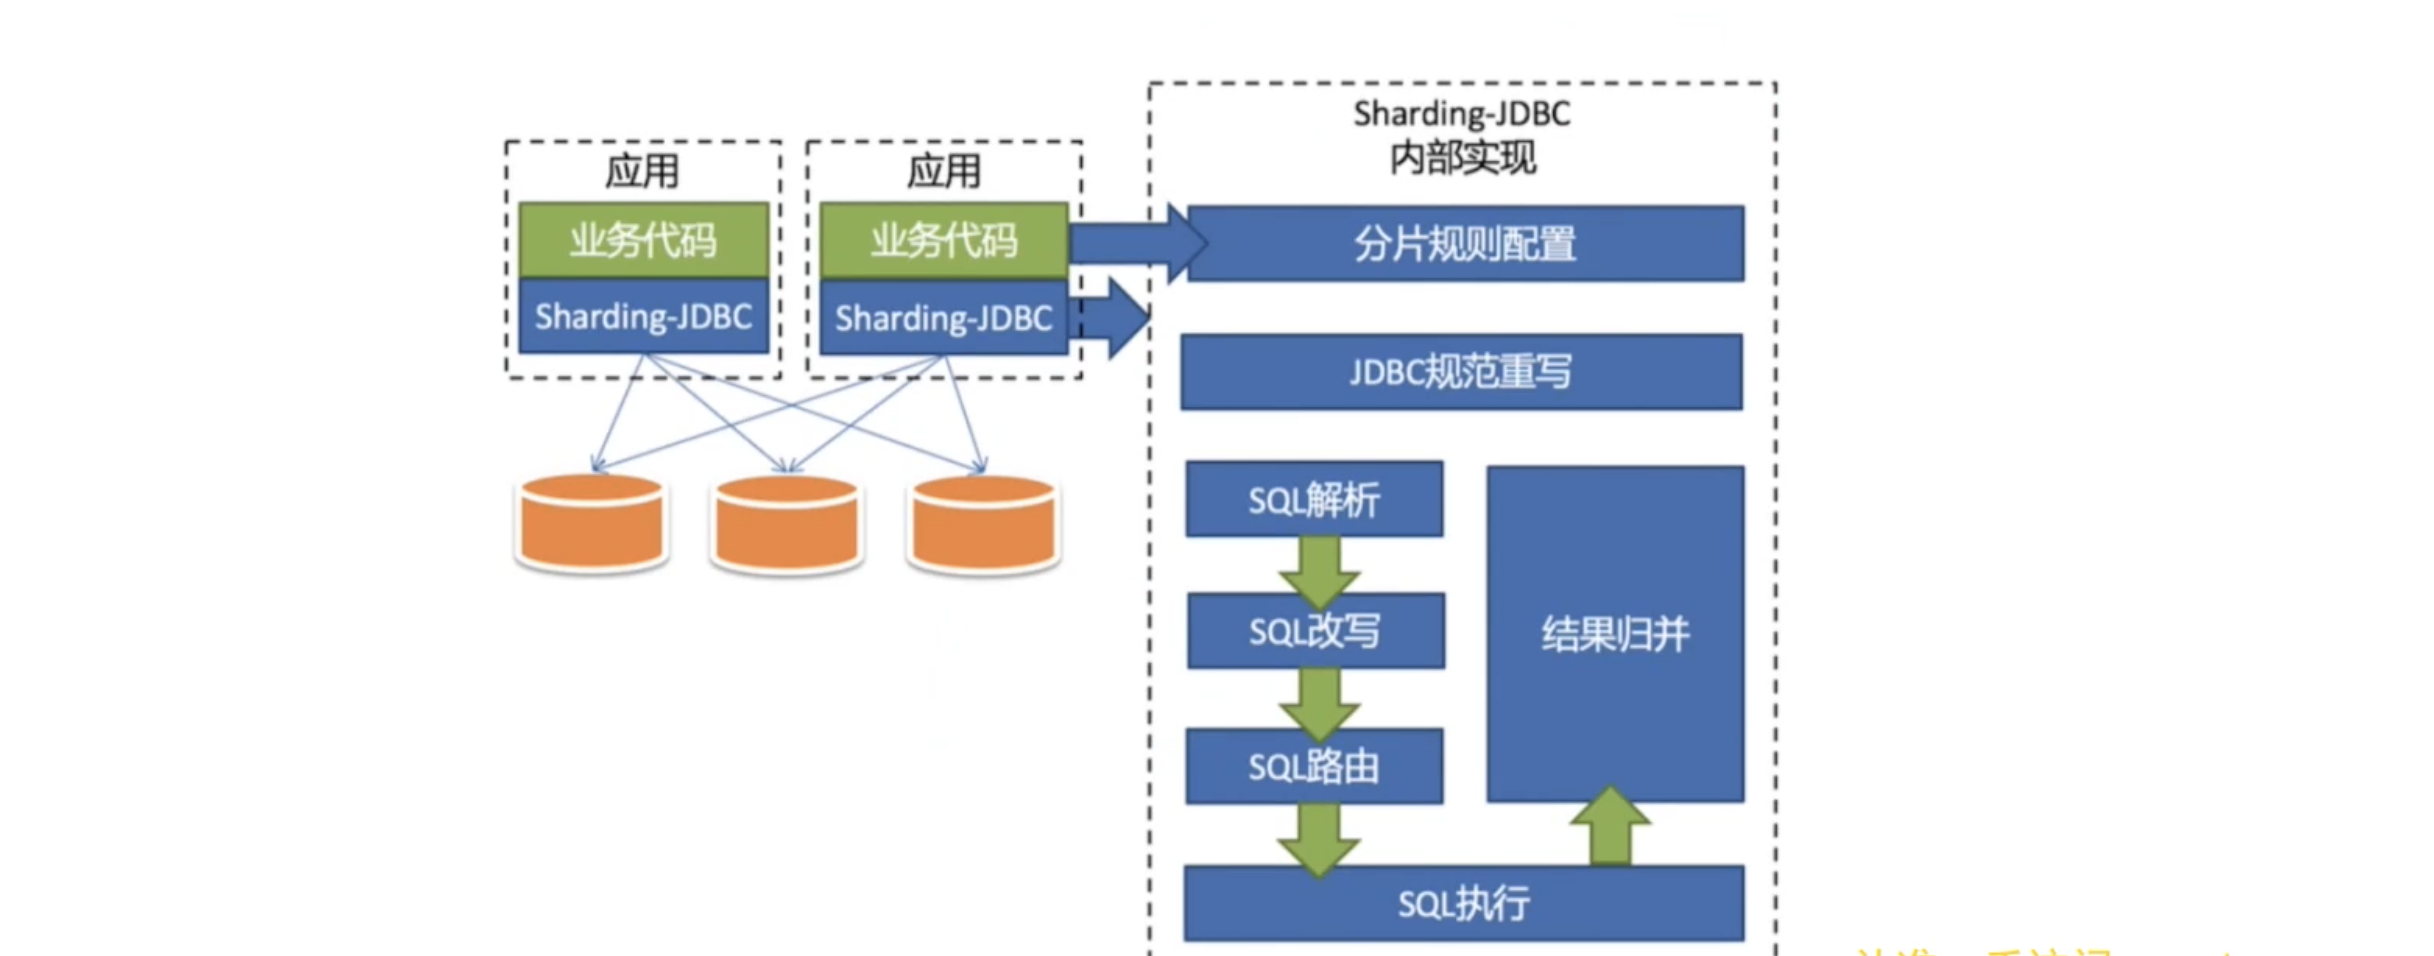 应用
业务代码
Sharding-JDBC
应用
业务代码
Sharding-JDBC
Sharding-JDBC
内部实现
分片规则配置
JDBC规范重写
SQL解析
SQL改写
SQL路由
结果归并
SQL执行